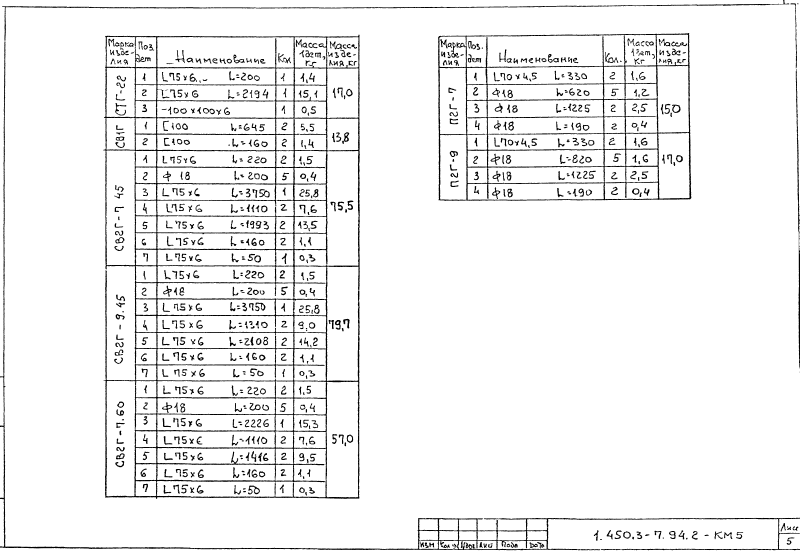 Марка изде-лия | Поз дет | Наименование | Кол | Масса 1дет, кг | Масса изде-лия, кг
СТГ-22 | 1 | L75x6 L=200 | 1 | 1,4 | 17,0
2 | L75x6 L=2194 | 1 | 15,1
3 | -100x100x6 | 1 | 0,5
СВ1Г | 1 | [100 L=645 | 2 | 5,5 | 13,8
2 | [100 L=160 | 2 | 1,4
СВ2Г-7.45 | 1 | L75x6 L=220 | 2 | 1,5 | 75,5
2 | Ф 18 L=200 | 5 | 0,4
3 | L75x6 L=3750 | 1 | 25,8
4 | L75x6 L=1110 | 2 | 7,6
5 | L75x6 L=1993 | 2 | 13,5
6 | L75x6 L=160 | 2 | 1,1
7 | L75x6 L=50 | 1 | 0,3
СВ2Г-9.45 | 1 | L75x6 L=220 | 2 | 1,5 | 79,7
2 | Ф18 L=200 | 5 | 0,4
3 | L75x6 L=3750 | 1 | 25,8
4 | L75x6 L=1310 | 2 | 9,0
5 | L75x6 L=2108 | 2 | 14,2
6 | L75x6 L=160 | 2 | 1,1
7 | L75x6 L=50 | 1 | 0,3
СВ2Г-7.60 | 1 | L75x6 L=220 | 2 | 1,5 | 57,0
2 | Ф18 L=200 | 5 | 0,4
3 | L75x6 L=2226 | 1 | 15,3
4 | L75x6 L=1110 | 2 | 7,6
5 | L75x6 L=1416 | 2 | 9,5
6 | L75x6 L=160 | 2 | 1,1
7 | L75x6 L=50 | 1 | 0,3
Марка изде-лия | Поз. дет | Наименование | Кол. | Масса 1дет, кг | Масса изде-лия, кг
П2Г-7 | 1 | L70x4,5 L=330 | 2 | 1,6 | 15,0
2 | Ф18 L=620 | 5 | 1,2
3 | Ф18 L=1225 | 2 | 2,5
4 | Ф18 L=190 | 2 | 0,4
П2Г-9 | 1 | L70x4,5 L=330 | 2 | 1,6 | 17,0
2 | Ф18 L=820 | 5 | 1,6
3 | Ф18 L=1225 | 2 | 2,5
4 | Ф18 L=190 | 2 | 0,4
1.450.3-7.94.2-КМ5
Лист
5
Изм Кол.уч Подп Дата